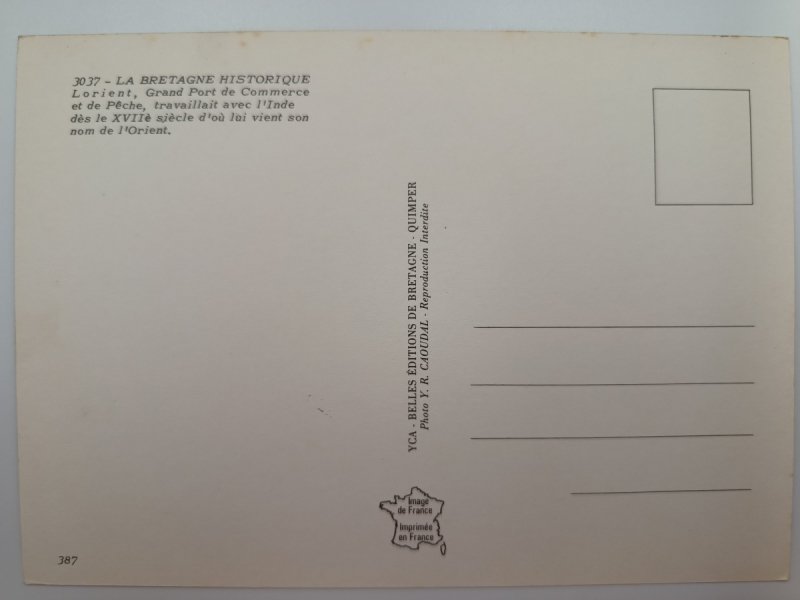 3037 - LA BRETAGNE HISTORIQUE
Lorient, Grand Port de Commerce
et de Pêche, travaillait avec l'Inde
dès le XVIIè siècle d'où lui vient son
nom de l'Orient.
YCA - BELLES ÉDITIONS DE BRETAGNE - QUIMPER
Photo Y. R. CAOUDAL - Reproduction Interdite
Image
de France
Imprimée
en France
387